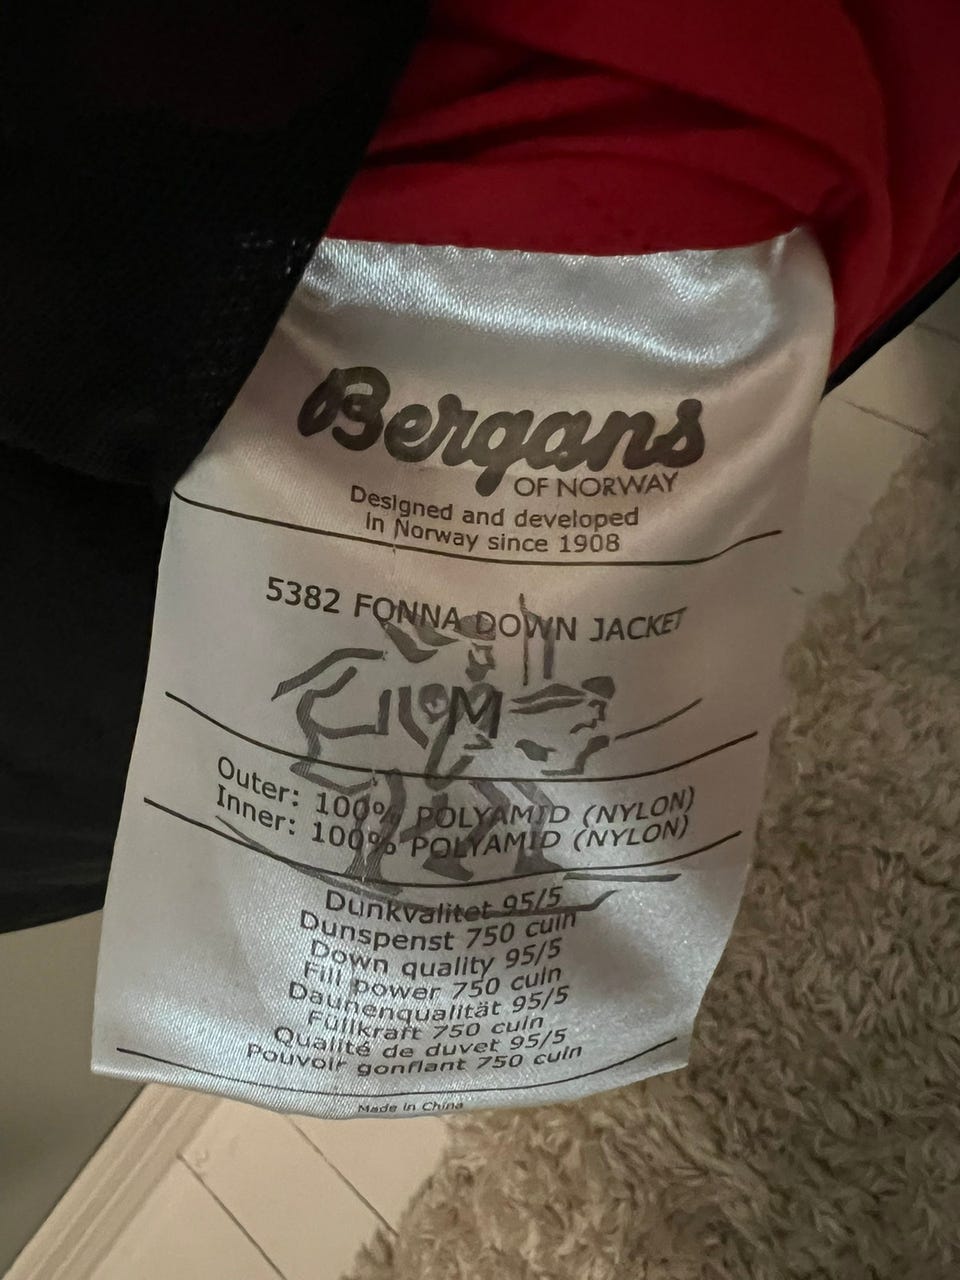 Bergans
OF NORWAY
Designed and developed
in Norway since 1908
5382 FONNA DOWN JACKET
M
Outer: 100% POLYAMID (NYLON)
Inner: 100% POLYAMID (NYLON)
Dunkvalitet 95/5
Dunspenst 750 cuin
Down quality 95/5
Fill power 750 cuin
Daunenqualität 95/5
Füllkraft 750 cuin
Qualité de duvet 95/5
Pouvoir gonflant 750 cuin
Made in China